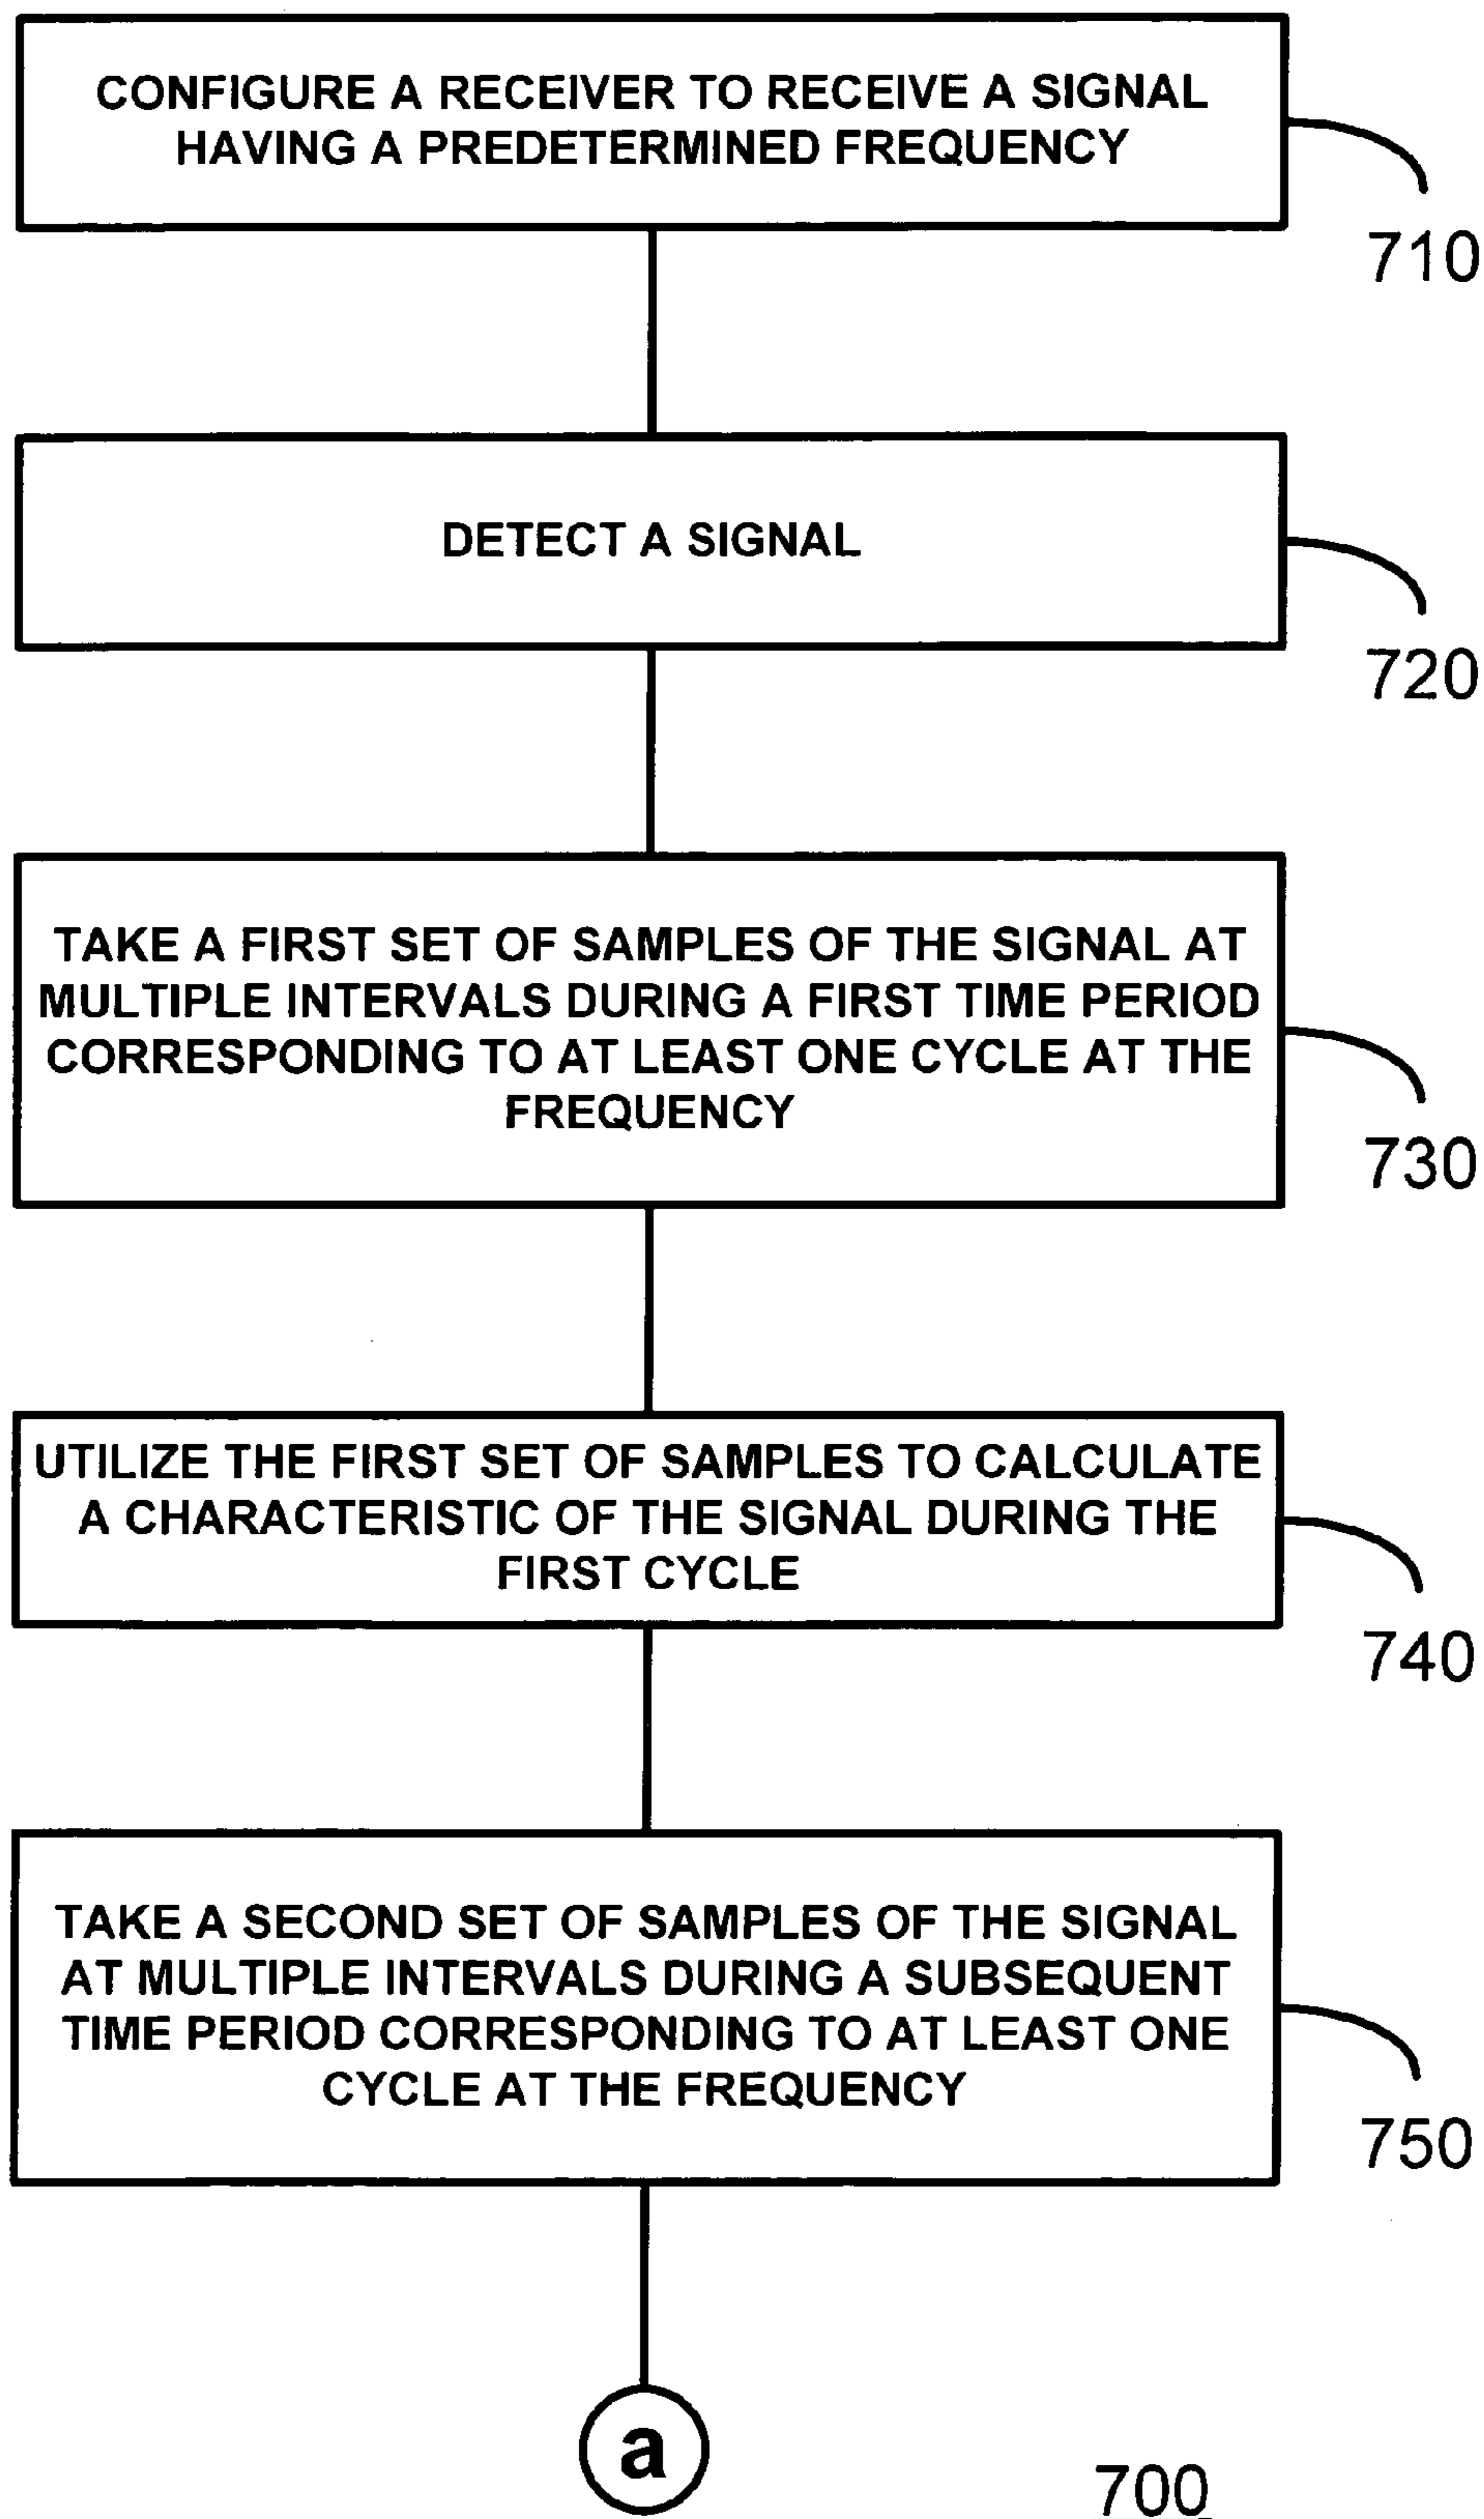 CONFIGURE A RECEIVER TO RECEIVE A SIGNAL
HAVING A PREDETERMINED FREQUENCY
710
DETECT A SIGNAL
720
TAKE A FIRST SET OF SAMPLES OF THE SIGNAL AT
MULTIPLE INTERVALS DURING A FIRST TIME PERIOD
CORRESPONDING TO AT LEAST ONE CYCLE AT THE
FREQUENCY
730
UTILIZE THE FIRST SET OF SAMPLES TO CALCULATE
A CHARACTERISTIC OF THE SIGNAL DURING THE
FIRST CYCLE
740
TAKE A SECOND SET OF SAMPLES OF THE SIGNAL
AT MULTIPLE INTERVALS DURING A SUBSEQUENT
TIME PERIOD CORRESPONDING TO AT LEAST ONE
CYCLE AT THE FREQUENCY
750
a
700